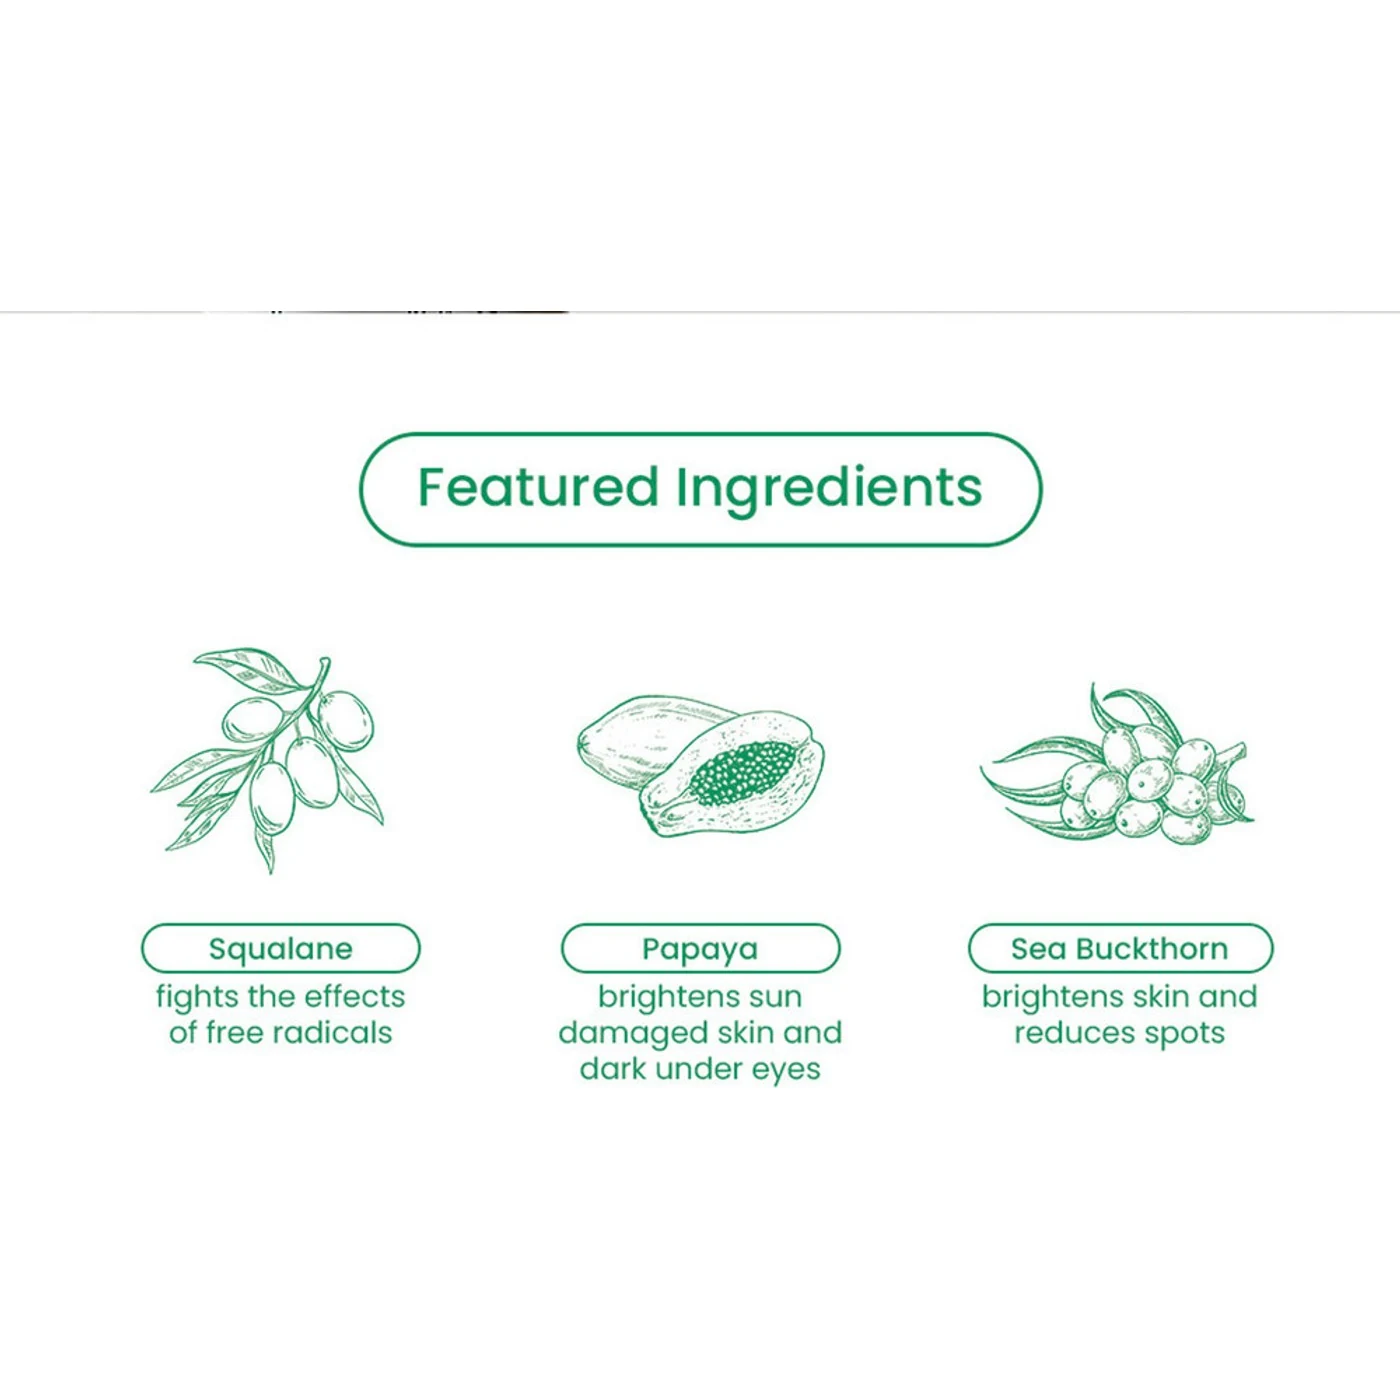 Featured Ingredients
Squalane
fights the effects
of free radicals
Papaya
brightens sun
damaged skin and
dark under eyes
Sea Buckthorn
brightens skin and
reduces spots